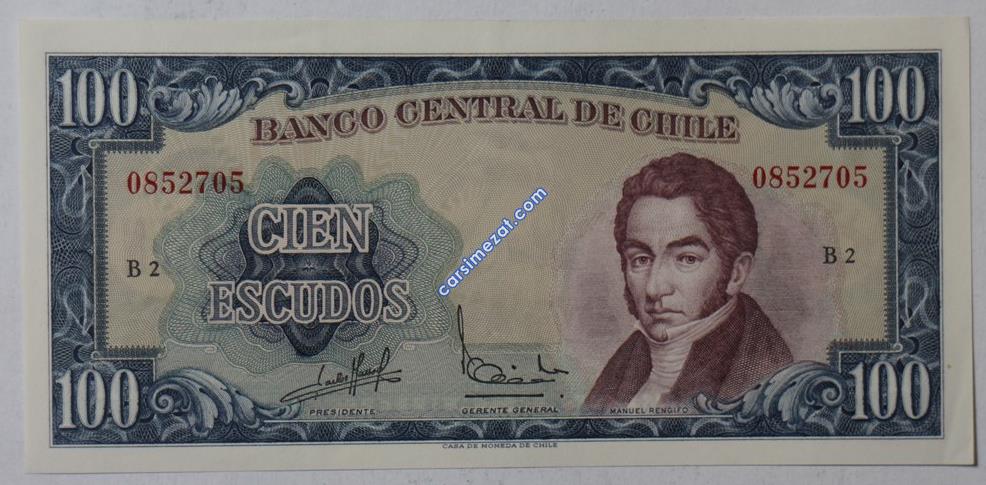 100 100
BANCO CENTRAL DE CHILE
0852705 0852705
CIEN
ESCUDOS
B 2 B 2
carsimezat.com
PRESIDENTE GERENTE GENERAL MANUEL RENGIFO
100 100
CASA DE MONEDA DE CHILE